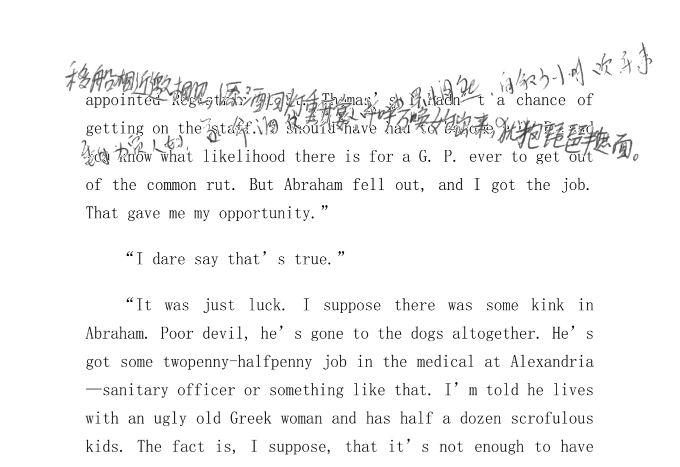 移船相近邀相见 添酒回灯重开宴
appointed Registrar Thomas’s I hadn’t a chance of
千呼万唤始出来，犹抱琵琶半遮面。
getting on the staff. I should have had to
you know what likelihood there is for a G. P. ever to get out
of the common rut. But Abraham fell out, and I got the job.
That gave me my opportunity.”
“I dare say that’s true.”
“It was just luck. I suppose there was some kink in
Abraham. Poor devil, he’s gone to the dogs altogether. He’s
got some twopenny-halfpenny job in the medical at Alexandria
—sanitary officer or something like that. I’m told he lives
with an ugly old Greek woman and has half a dozen scrofulous
kids. The fact is, I suppose, that it’s not enough to have